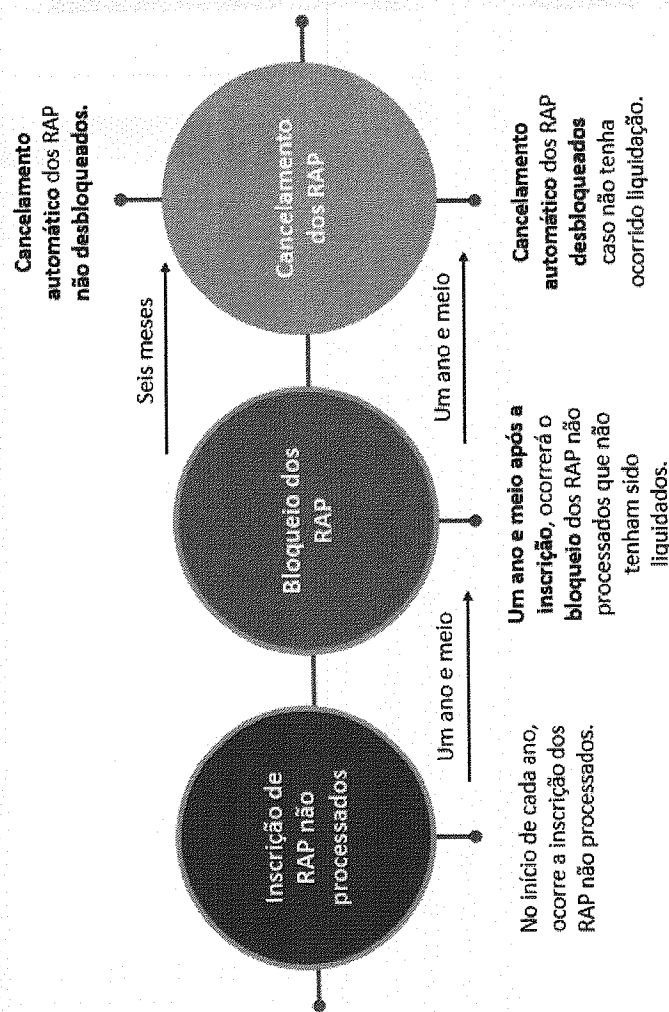 Inscrição de
RAP não
processados
No início de cada ano,
ocorre a inscrição dos
RAP não processados.
Um ano e meio
Bloqueio dos
RAP
Um ano e meio após a
inscrição, ocorrerá o
bloqueio dos RAP não
processados que não
tenham sido
liquidados.
Seis meses
Um ano e meio
Cancelamento
dos RAP
Cancelamento
automático dos RAP
não desbloqueados.
Cancelamento
automático dos RAP
desbloqueados
caso não tenha
ocorrido liquidação.